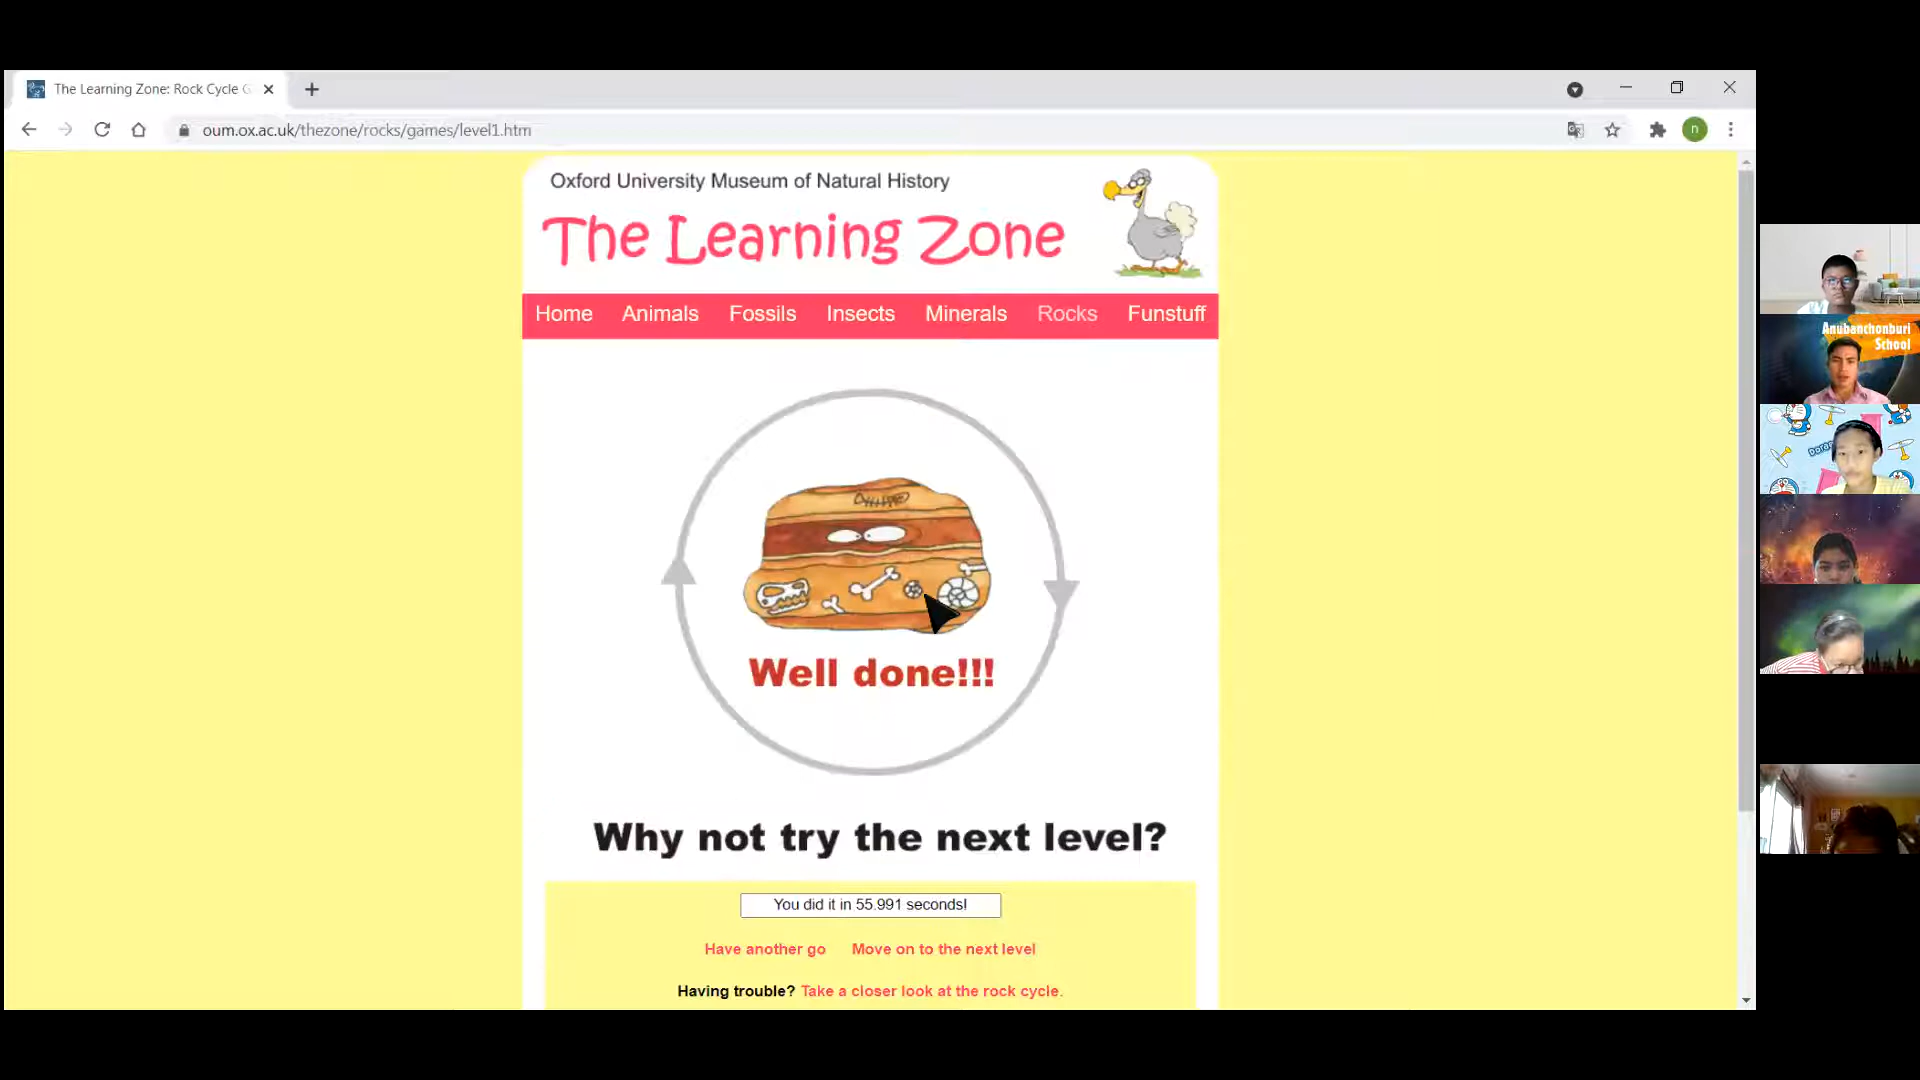 The Learning Zone: Rock Cycle G
oum.ox.ac.uk/thezone/rocks/games/level1.htm
n
Oxford University Museum of Natural History
The Learning Zone
Home Animals Fossils Insects Minerals Rocks Funstuff
Well done!!!
Why not try the next level?
You did it in 55.991 seconds!
Have another go Move on to the next level
Having trouble? Take a closer look at the rock cycle.
Anubanchonburi
School